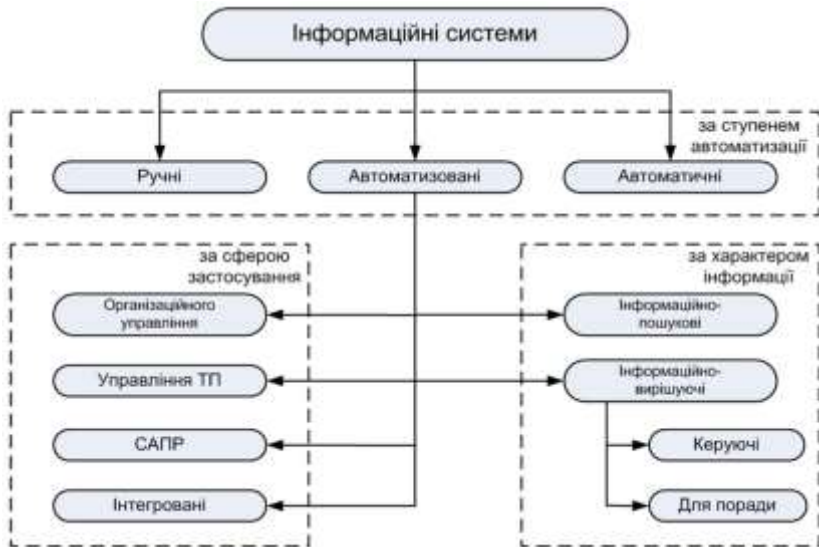 Інформаційні системи
за ступенем
автоматизації
Ручні
Автоматизовані
Автоматичні
за сферою
застосування
Організаційного
управління
Управління ТП
САПР
Інтегровані
за характером
інформації
Інформаційно-
пошукові
Інформаційно-
вирішуючі
Керуючі
Для поради